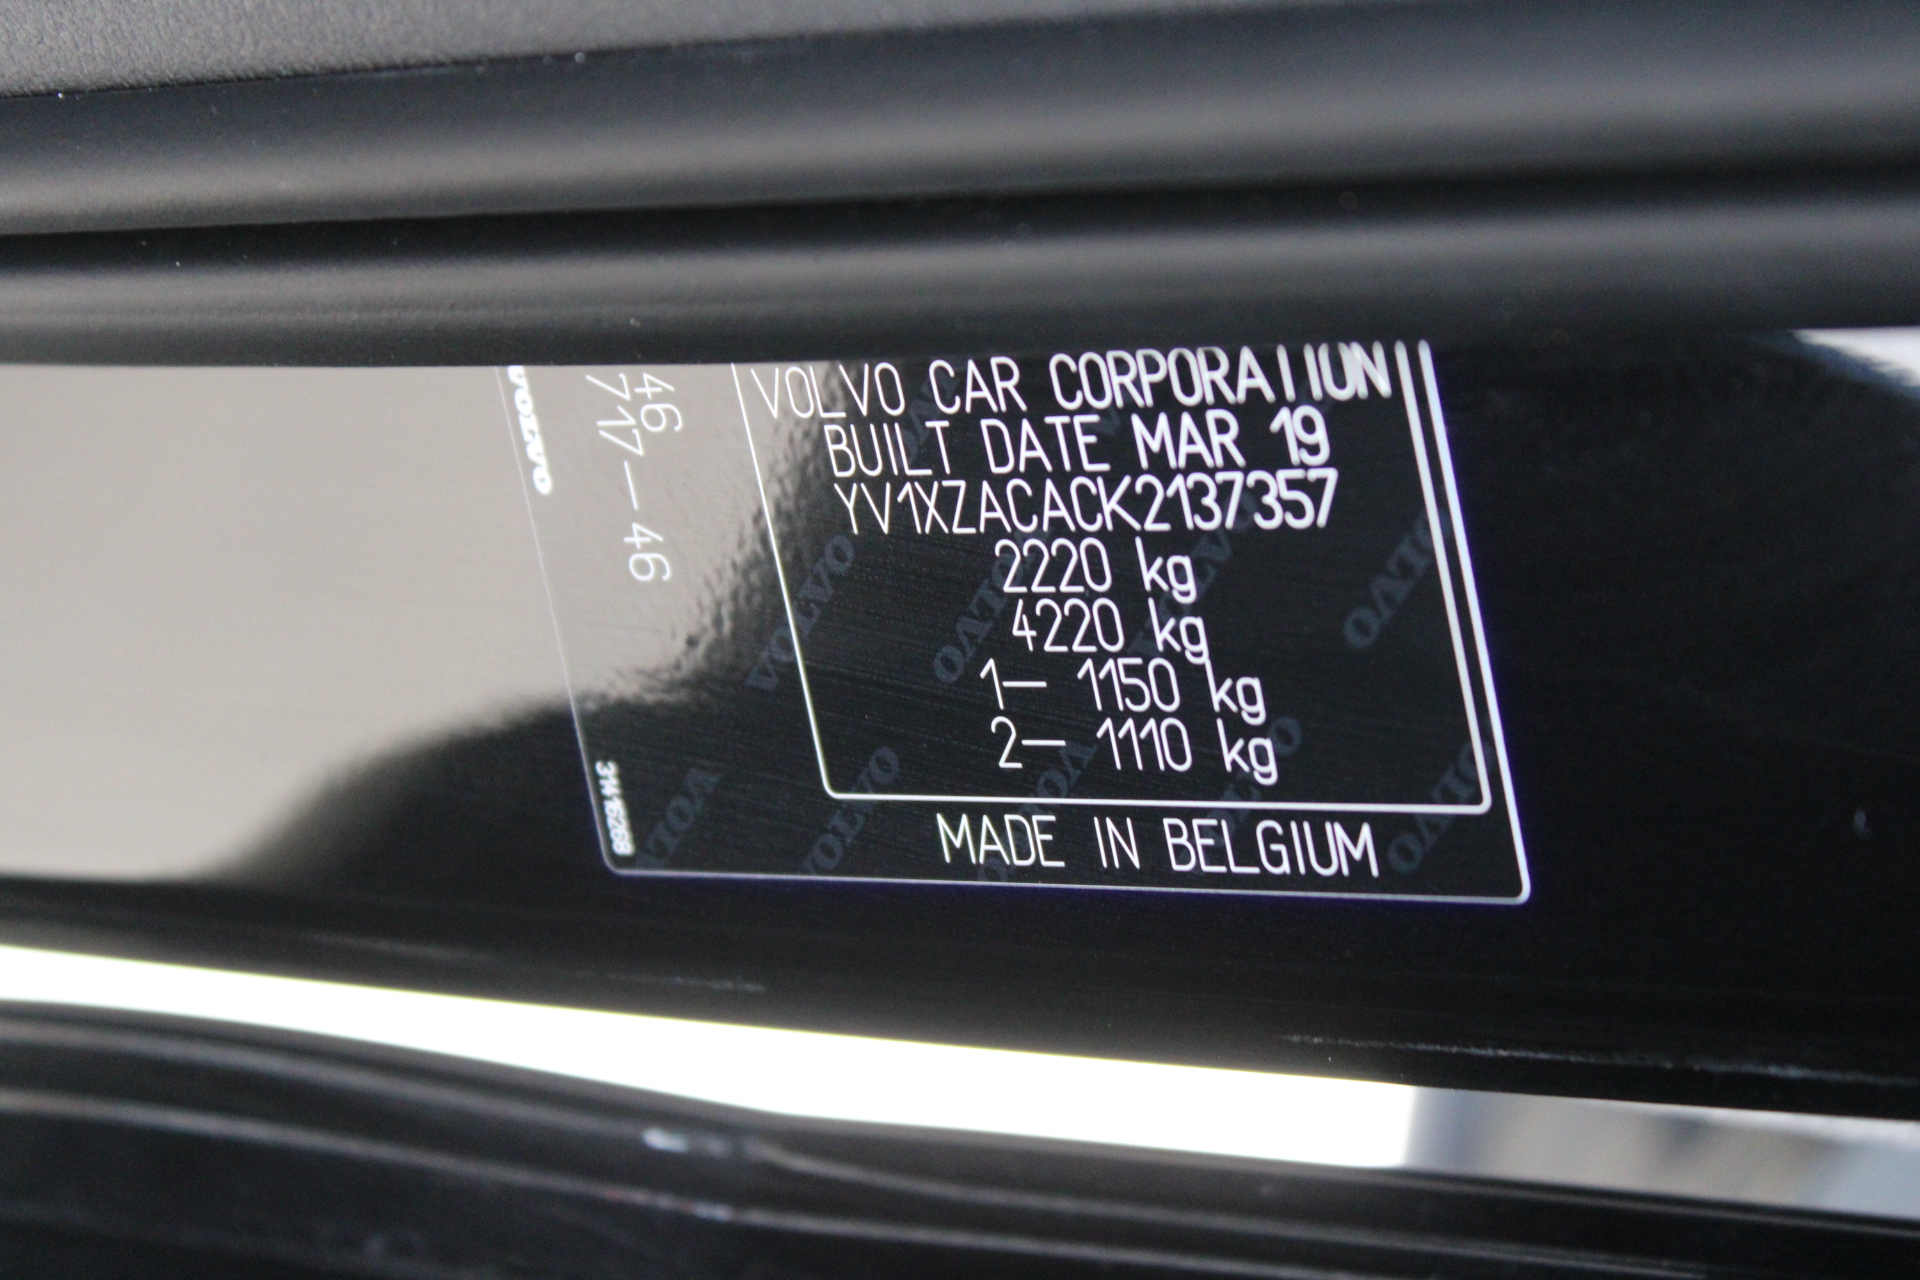 VOLVO
46
717-46
VOLVO CAR CORPORATION
BUILT DATE MAR 19
YV1XZACACK2137357
2220 kg
4220 kg
1- 1150 kg
2- 1110 kg
MADE IN BELGIUM